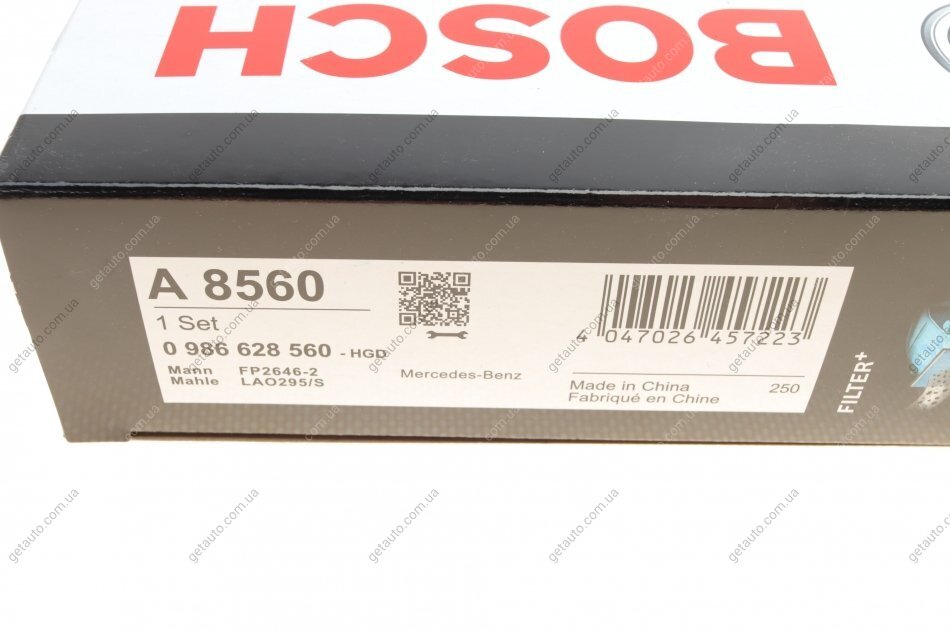 BOSCH
A 8560
1 Set
0 986 628 560 - HGD
Mann FP2646-2
Mahle LAO295/S
Mercedes-Benz
4 047026 457223
Made in China 250
Fabriqué en Chine
FILTER+
getauto.com.ua